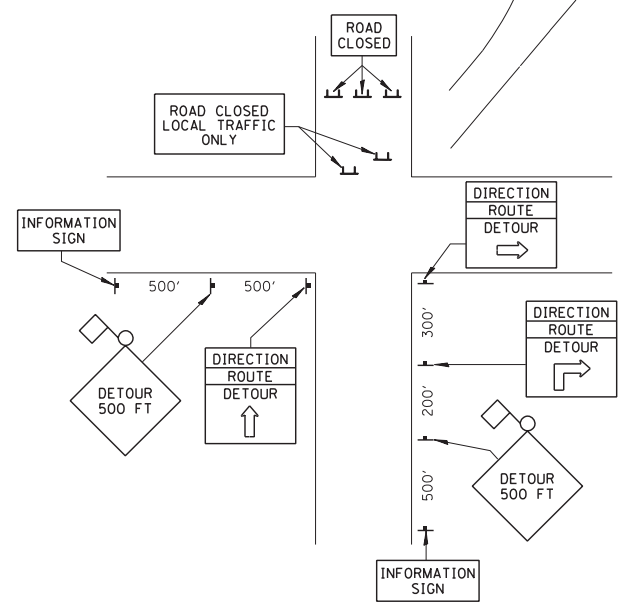 ROAD
CLOSED
ROAD CLOSED
LOCAL TRAFFIC
ONLY
DIRECTION
ROUTE
DETOUR
INFORMATION
SIGN
500'
500'
300'
DIRECTION
ROUTE
DETOUR
DIRECTION
ROUTE
DETOUR
DETOUR
500 FT
200'
500'
DETOUR
500 FT
INFORMATION
SIGN